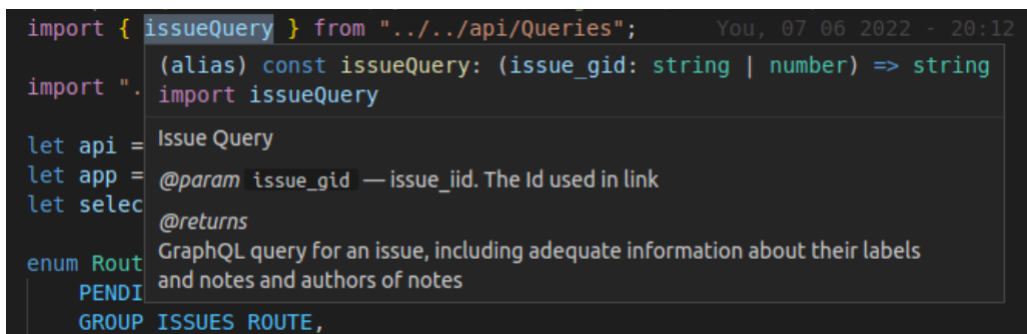 import { issueQuery } from "../../api/Queries"; You, 07 06 2022 - 20:12
(alias) const issueQuery: (issue_gid: string | number) => string
import issueQuery
import ".
Issue Query
let api =
let app =
@param issue_gid — issue_iid. The Id used in link
let selec
@returns
GraphQL query for an issue, including adequate information about their labels
and notes and authors of notes
enum Rout
PENDI
GROUP ISSUES ROUTE,